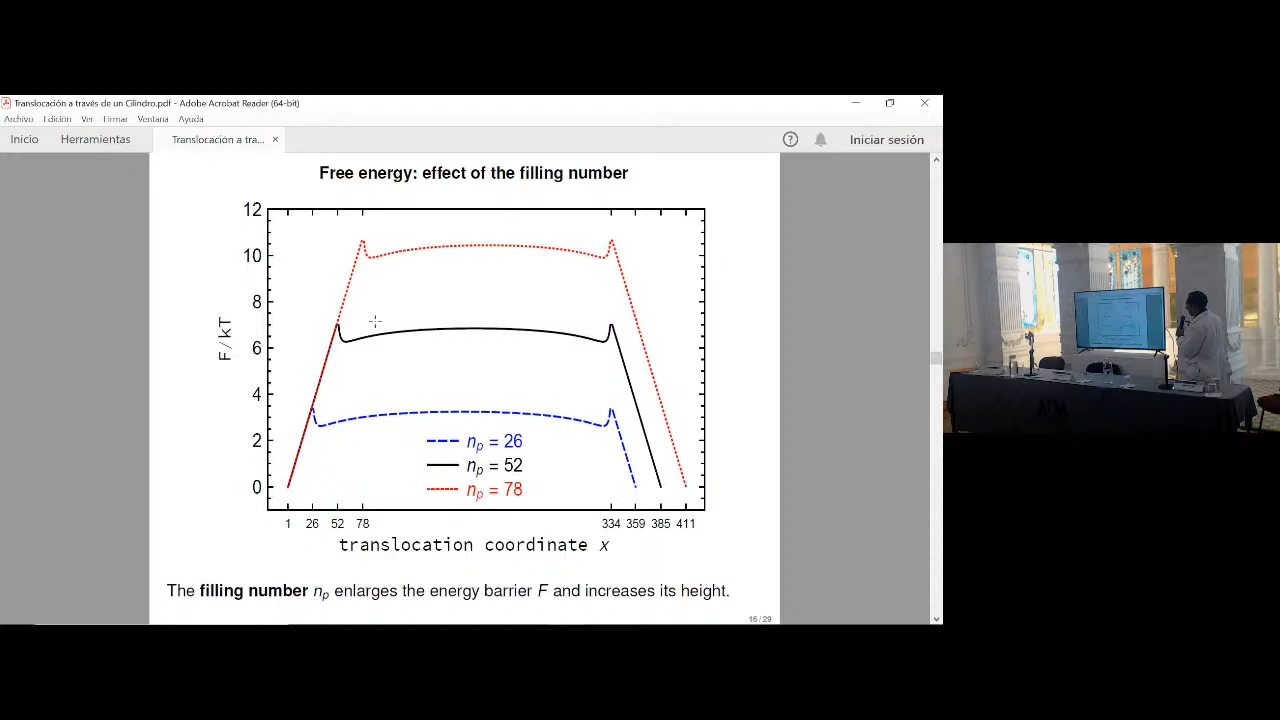 Translocación a través de un Cilindro.pdf - Adobe Acrobat Reader (64-bit)
Archivo Edición Ver Firmar Ventana Ayuda
Inicio Herramientas Translocación a tra... × Iniciar sesión
Free energy: effect of the filling number
12
10
8
6
4
2
0
F/kT
n_p = 26
n_p = 52
n_p = 78
1 26 52 78 334 359 385 411
translocation coordinate x
The filling number n_p enlarges the energy barrier F and increases its height.
16/29